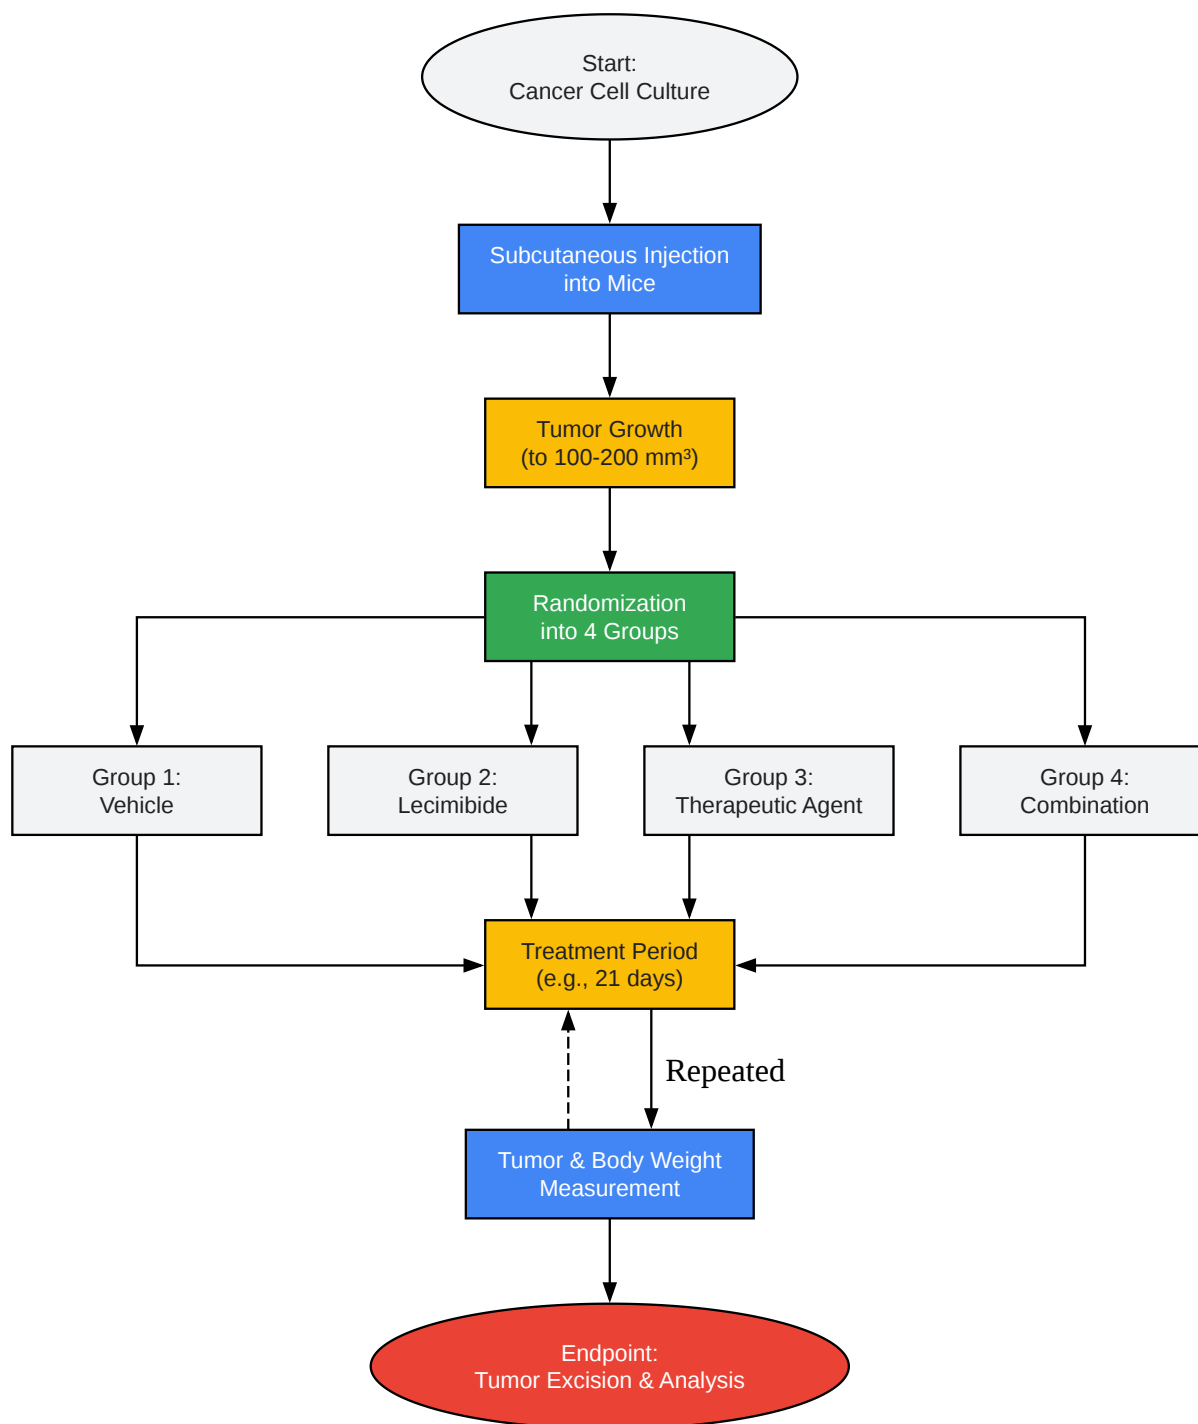 Start:
Cancer Cell Culture
Subcutaneous Injection
into Mice
Tumor Growth
(to 100-200 mm³)
Randomization
into 4 Groups
Group 1:
Vehicle
Group 2:
Lecimibide
Group 3:
Therapeutic Agent
Group 4:
Combination
Treatment Period
(e.g., 21 days)
Repeated
Tumor & Body Weight
Measurement
Endpoint:
Tumor Excision & Analysis